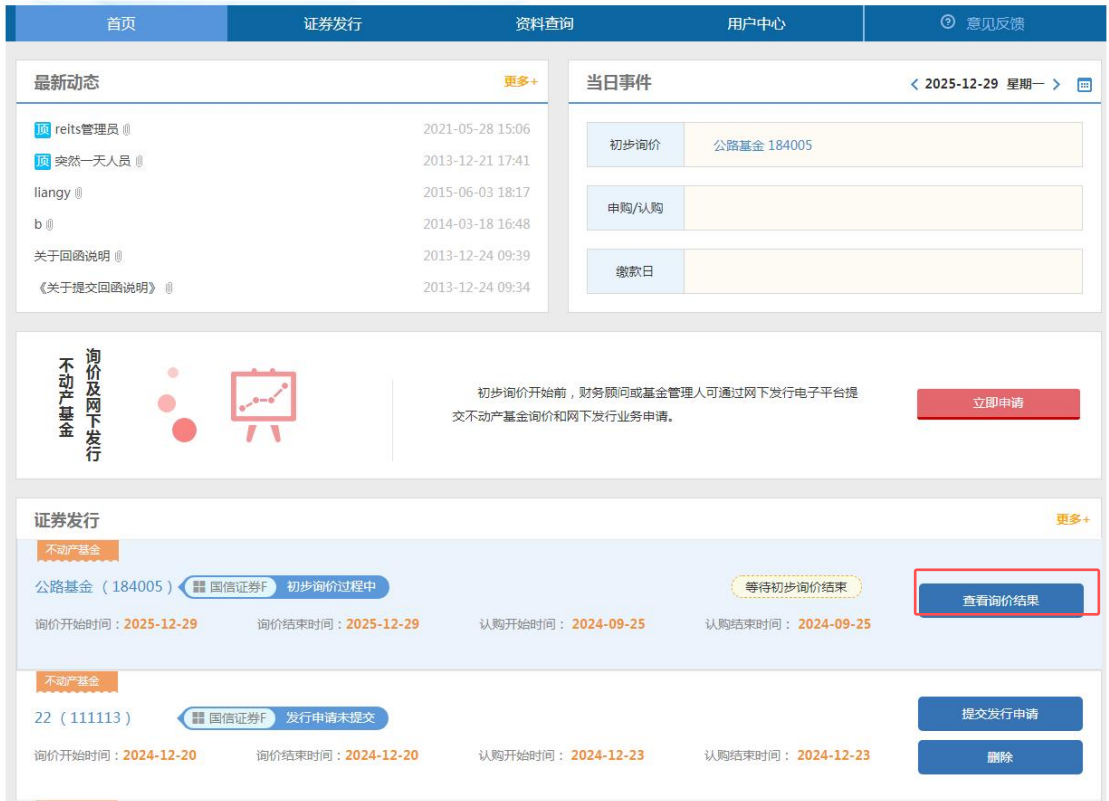 首页 证券发行 资料查询 用户中心 意见反馈
最新动态 更多+
顶 reits管理员 2021-05-28 15:06
顶 突然一天人员 2013-12-21 17:41
liangy 2015-06-03 18:17
b 2014-03-18 16:48
关于回函说明 2013-12-24 09:39
《关于提交回函说明》 2013-12-24 09:34
当日事件 < 2025-12-29 星期一 >
初步询价 公路基金 184005
申购/认购
缴款日
不动产基金
询价及网下发行
初步询价开始前，财务顾问或基金管理人可通过网下发行电子平台提
交不动产基金询价和网下发行业务申请。
立即申请
证券发行 更多+
不动产基金
公路基金（184005） 国信证券F 初步询价过程中 等待初步询价结束 查看询价结果
询价开始时间：2025-12-29 询价结束时间：2025-12-29 认购开始时间： 2024-09-25 认购结束时间： 2024-09-25
不动产基金
22（111113） 国信证券F 发行申请未提交 提交发行申请
询价开始时间：2024-12-20 询价结束时间：2024-12-20 认购开始时间： 2024-12-23 认购结束时间： 2024-12-23 删除